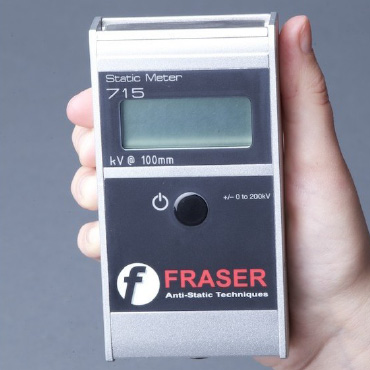 Static Meter
715
kV @ 100mm
+/− 0 to 200kV
f FRASER
Anti-Static Techniques